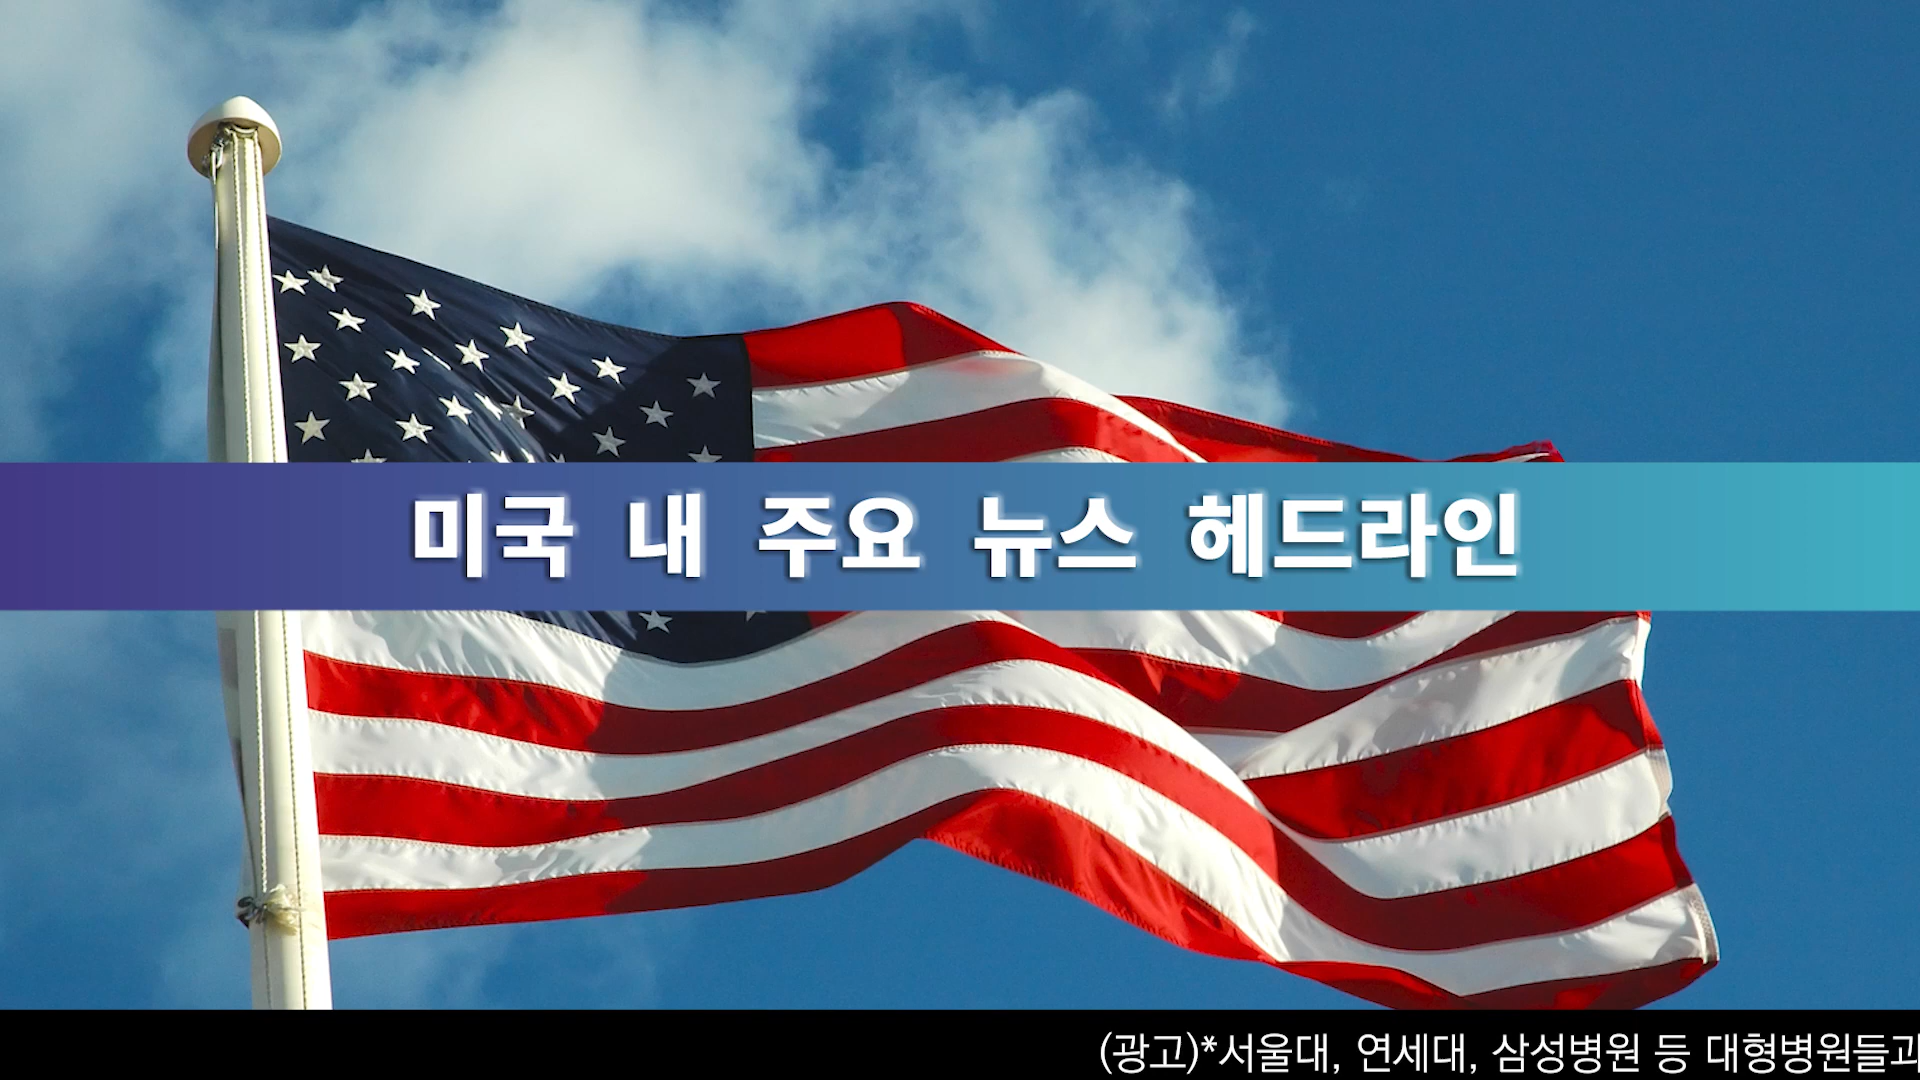 미국 내 주요 뉴스 헤드라인
(광고)*서울대, 연세대, 삼성병원 등 대형병원들과